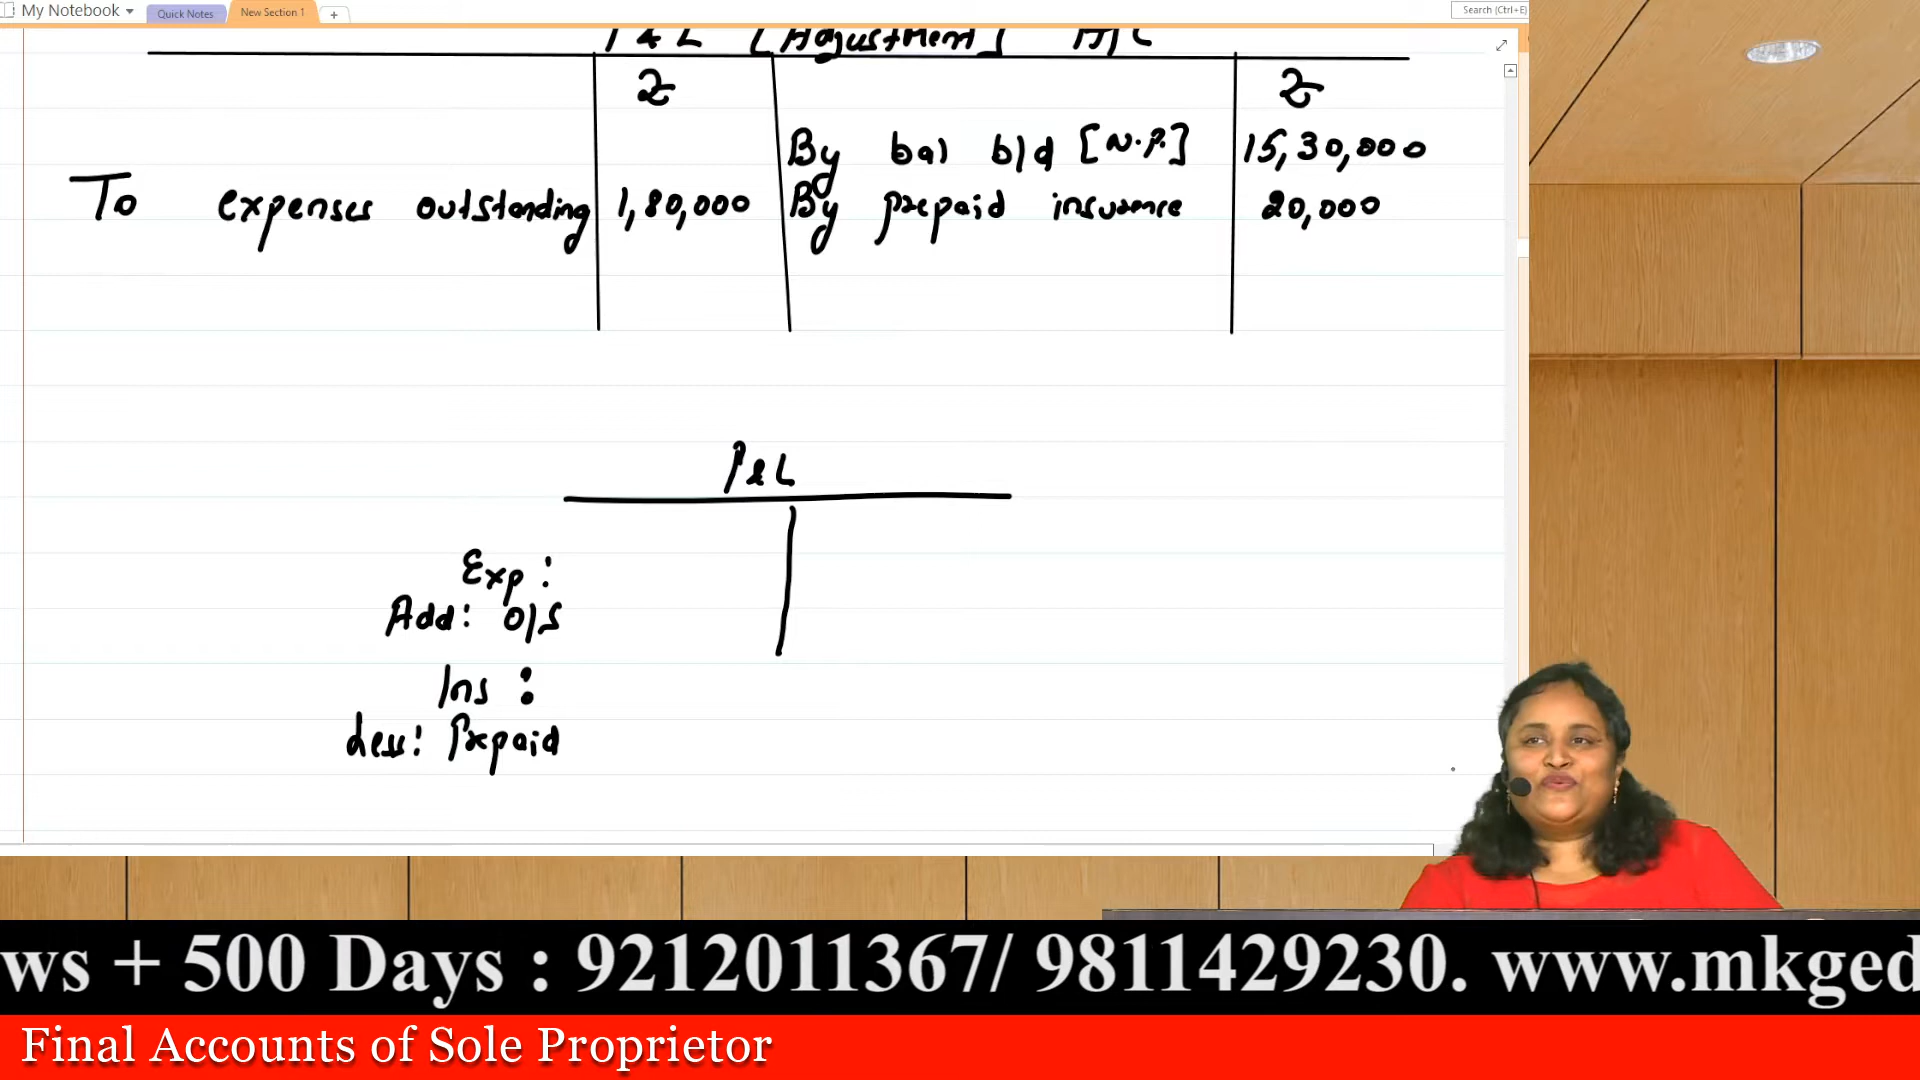 My Notebook
Quick Notes
New Section 1
+
Search (Ctrl+E)
P & L [Adjustment] A/C
₹ ₹
By bal b/d [N.P.] 15,30,000
To expenses outstanding 1,80,000 By prepaid insurance 20,000
P&L
Exp :
Add: O/S
Ins :
Less: Prepaid
ws + 500 Days : 9212011367/ 9811429230. www.mkged
Final Accounts of Sole Proprietor